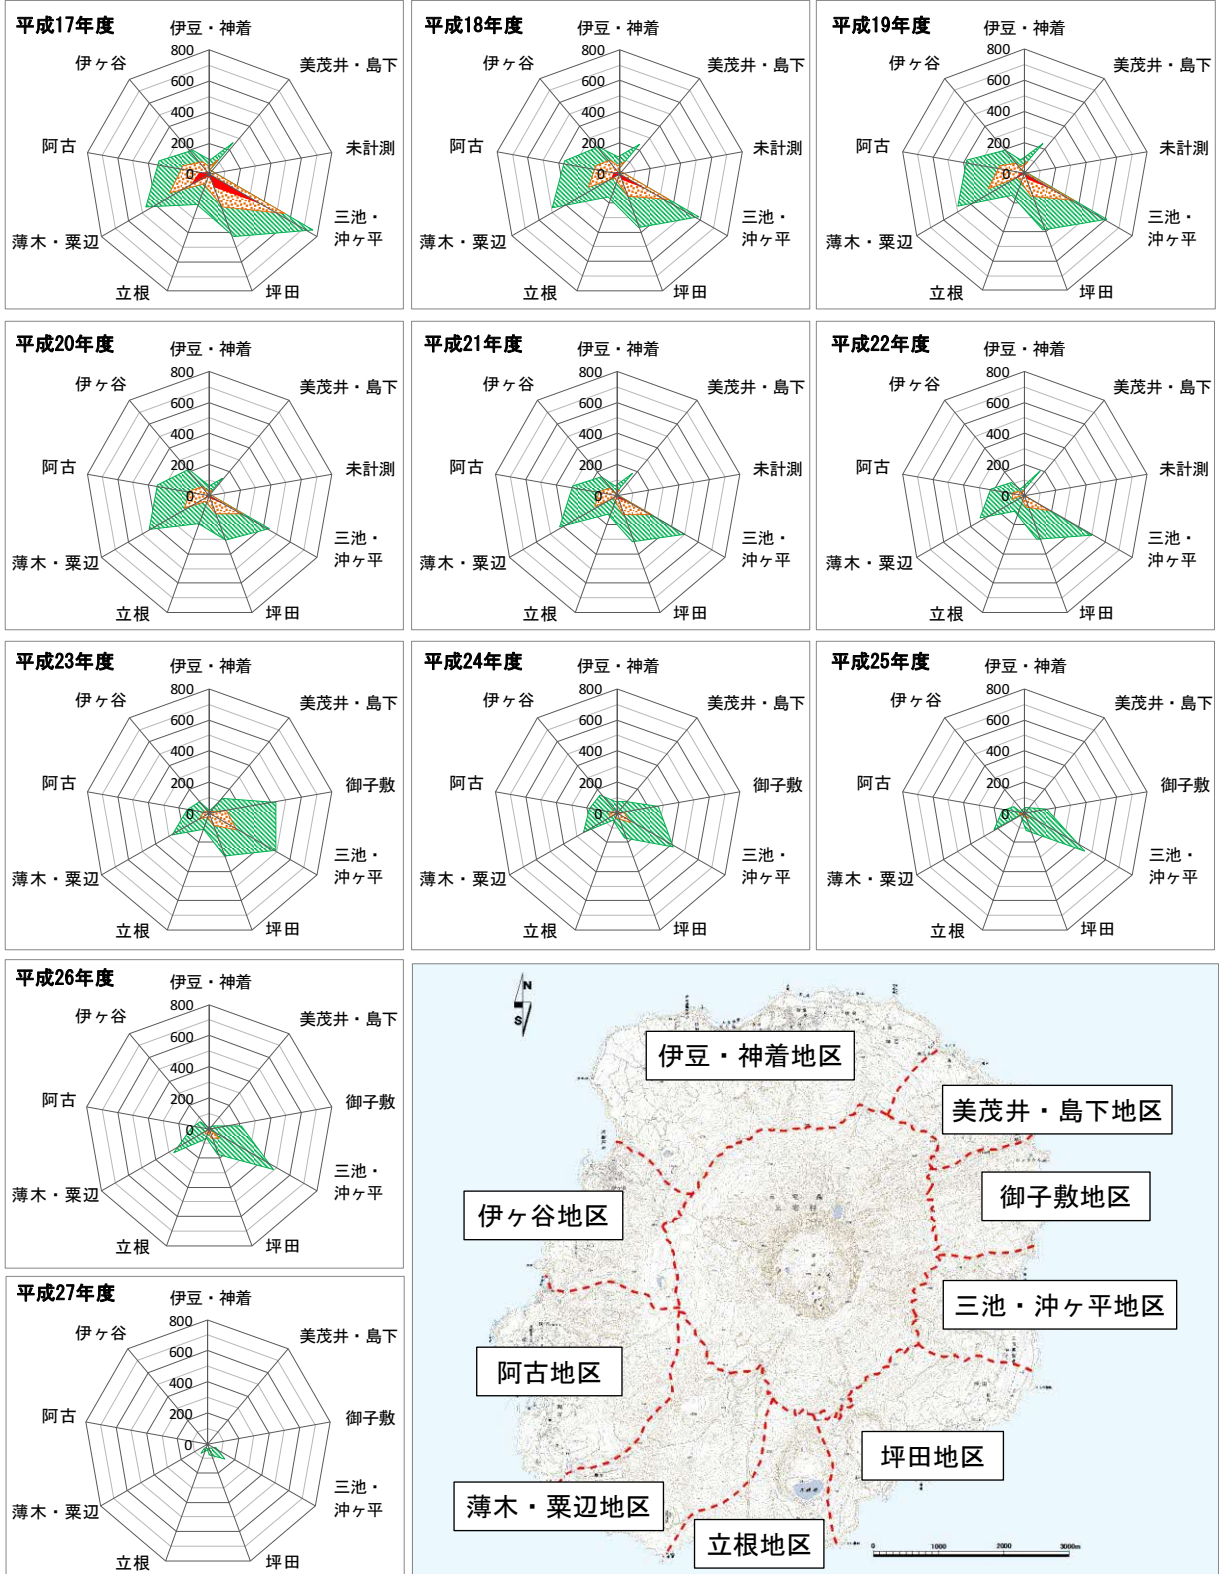 平成17年度
伊豆・神着
美茂井・島下
未計測
三池・
沖ヶ平
坪田
立根
薄木・粟辺
阿古
伊ヶ谷
800
600
400
200
0
平成18年度
伊豆・神着
美茂井・島下
未計測
三池・
沖ヶ平
坪田
立根
薄木・粟辺
阿古
伊ヶ谷
800
600
400
200
0
平成19年度
伊豆・神着
美茂井・島下
未計測
三池・
沖ヶ平
坪田
立根
薄木・粟辺
阿古
伊ヶ谷
800
600
400
200
0
平成20年度
伊豆・神着
美茂井・島下
未計測
三池・
沖ヶ平
坪田
立根
薄木・粟辺
阿古
伊ヶ谷
800
600
400
200
0
平成21年度
伊豆・神着
美茂井・島下
未計測
三池・
沖ヶ平
坪田
立根
薄木・粟辺
阿古
伊ヶ谷
800
600
400
200
0
平成22年度
伊豆・神着
美茂井・島下
未計測
三池・
沖ヶ平
坪田
立根
薄木・粟辺
阿古
伊ヶ谷
800
600
400
200
0
平成23年度
伊豆・神着
美茂井・島下
御子敷
三池・
沖ヶ平
坪田
立根
薄木・粟辺
阿古
伊ヶ谷
800
600
400
200
0
平成24年度
伊豆・神着
美茂井・島下
御子敷
三池・
沖ヶ平
坪田
立根
薄木・粟辺
阿古
伊ヶ谷
800
600
400
200
0
平成25年度
伊豆・神着
美茂井・島下
御子敷
三池・
沖ヶ平
坪田
立根
薄木・粟辺
阿古
伊ヶ谷
800
600
400
200
0
平成26年度
伊豆・神着
美茂井・島下
御子敷
三池・
沖ヶ平
坪田
立根
薄木・粟辺
阿古
伊ヶ谷
800
600
400
200
0
平成27年度
伊豆・神着
美茂井・島下
御子敷
三池・
沖ヶ平
坪田
立根
薄木・粟辺
阿古
伊ヶ谷
800
600
400
200
0
N
S
伊豆・神着地区
美茂井・島下地区
御子敷地区
伊ヶ谷地区
三池・沖ヶ平地区
阿古地区
坪田地区
薄木・粟辺地区
立根地区
0 1000 2000 3000m